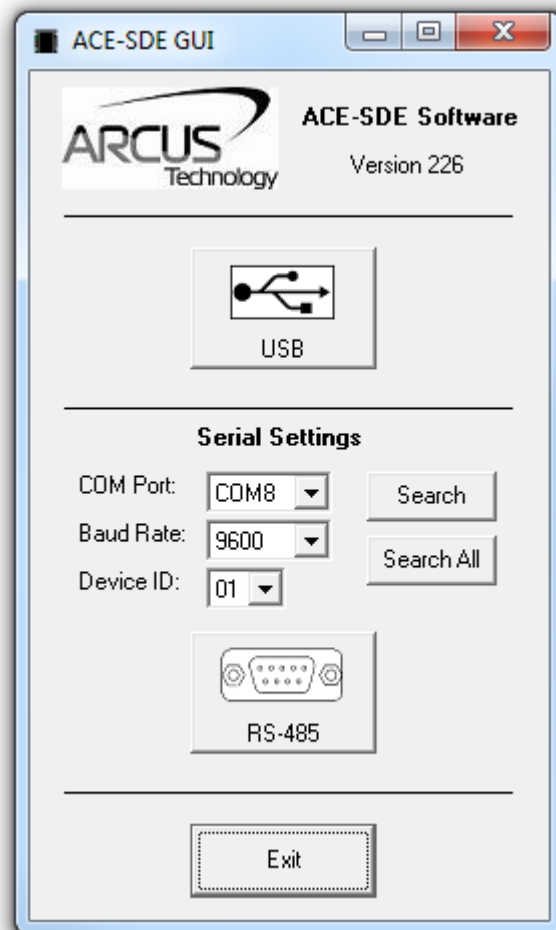 ACE-SDE GUI
ARCUS
Technology
ACE-SDE Software
Version 226
USB
Serial Settings
COM Port: COM8 Search
Baud Rate: 9600
Search All
Device ID: 01
RS-485
Exit